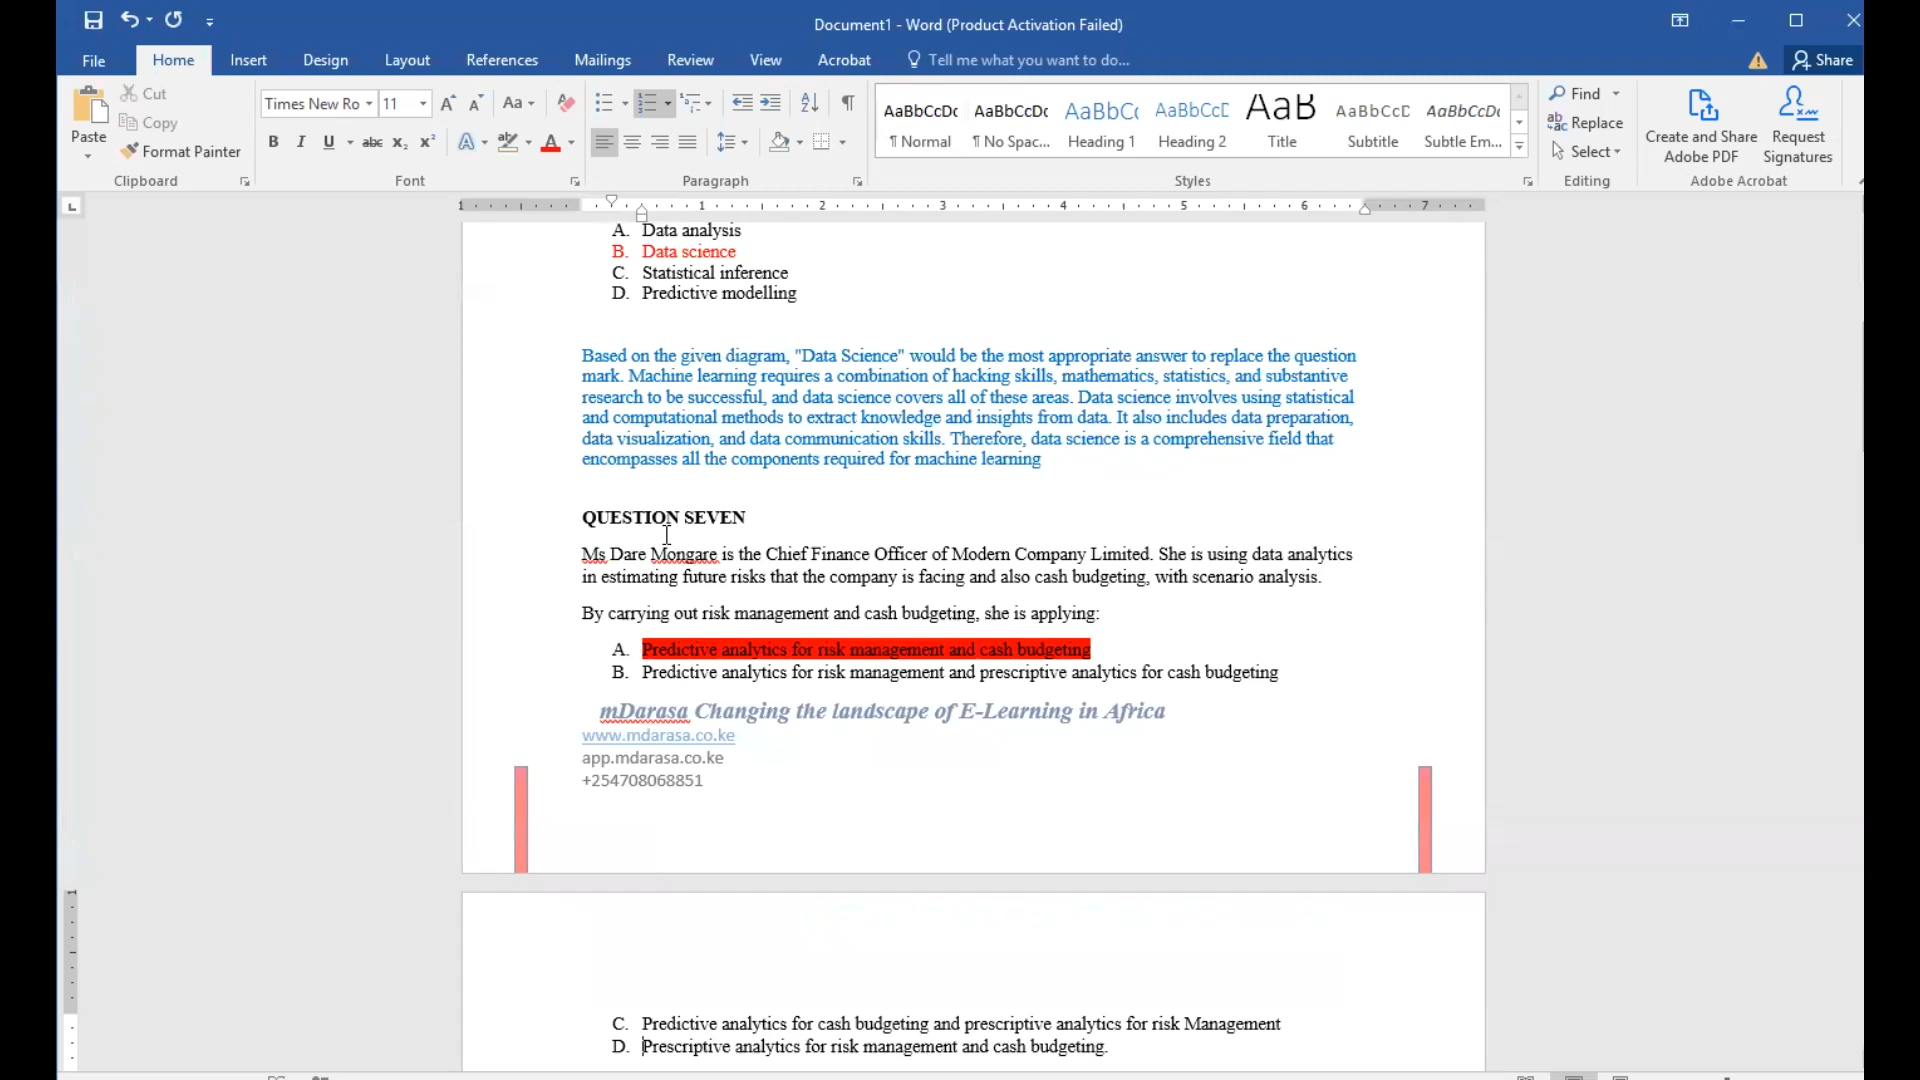 Document1 - Word (Product Activation Failed)
File Home Insert Design Layout References Mailings Review View Acrobat Tell me what you want to do... Share
Paste
Cut
Copy
Format Painter
Clipboard
Times New Ro 11
Font
Paragraph
AaBbCcDc AaBbCcDc AaBbCc AaBbCcD AaB AaBbCcD AaBbCcDc
¶ Normal ¶ No Spac... Heading 1 Heading 2 Title Subtitle Subtle Em...
Styles
Find
Replace
Select
Editing
Create and Share Adobe PDF
Request Signatures
Adobe Acrobat
1 1 2 3 4 5 6 7
A. Data analysis
B. Data science
C. Statistical inference
D. Predictive modelling
Based on the given diagram, "Data Science" would be the most appropriate answer to replace the question
mark. Machine learning requires a combination of hacking skills, mathematics, statistics, and substantive
research to be successful, and data science covers all of these areas. Data science involves using statistical
and computational methods to extract knowledge and insights from data. It also includes data preparation,
data visualization, and data communication skills. Therefore, data science is a comprehensive field that
encompasses all the components required for machine learning
QUESTION SEVEN
Ms Dare Mongare is the Chief Finance Officer of Modern Company Limited. She is using data analytics
in estimating future risks that the company is facing and also cash budgeting, with scenario analysis.
By carrying out risk management and cash budgeting, she is applying:
A. Predictive analytics for risk management and cash budgeting
B. Predictive analytics for risk management and prescriptive analytics for cash budgeting
mDarasa Changing the landscape of E-Learning in Africa
www.mdarasa.co.ke
app.mdarasa.co.ke
+254708068851
C. Predictive analytics for cash budgeting and prescriptive analytics for risk Management
D. Prescriptive analytics for risk management and cash budgeting.